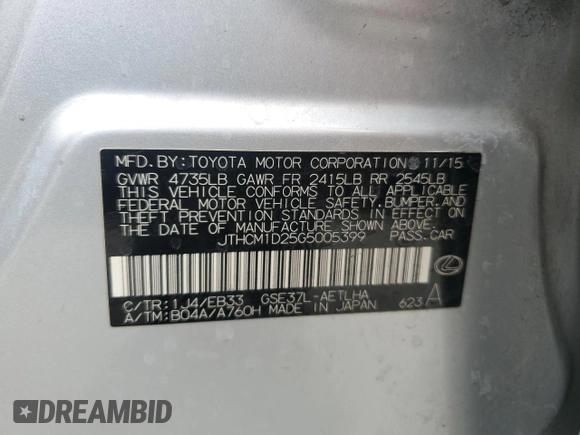 MFD.BY:TOYOTA MOTOR CORPORATION 11/15
GVWR 4735LB GAWR FR 2415LB RR 2545LB
THIS VEHICLE CONFORMS TO ALL APPLICABLE
FEDERAL MOTOR VEHICLE SAFETY,BUMPER,AND
THEFT PREVENTION STANDARDS IN EFFECT ON
THE DATE OF MANUFACTURE SHOWN ABOVE.
JTHCM1D25G5005399 PASS.CAR
C/TR:1J4/EB33 GSE37L-AETLHA
A/TM:B04A/A760H MADE IN JAPAN 623 A
DREAMBID